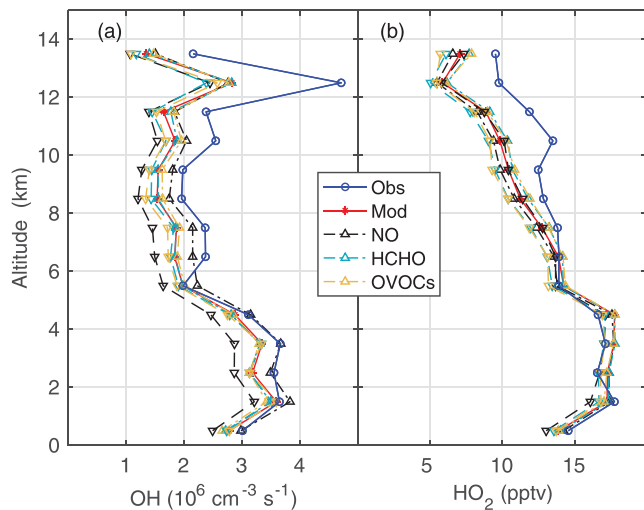 (a)
(b)
14
12
10
8
6
4
2
0
Altitude (km)
Obs
Mod
NO
HCHO
OVOCs
1
2
3
4
5
10
15
OH (10⁶ cm⁻³ s⁻¹)
HO₂ (pptv)